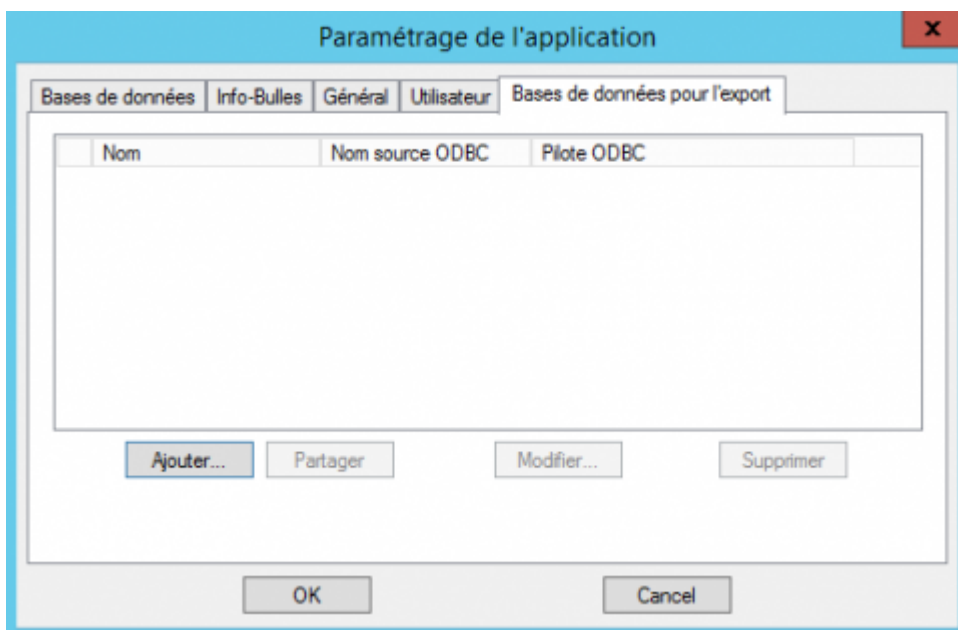 Paramétrage de l'application
x
Bases de données Info-Bulles Général Utilisateur Bases de données pour l'export
Nom Nom source ODBC Pilote ODBC
Ajouter... Partager Modifier... Supprimer
OK Cancel